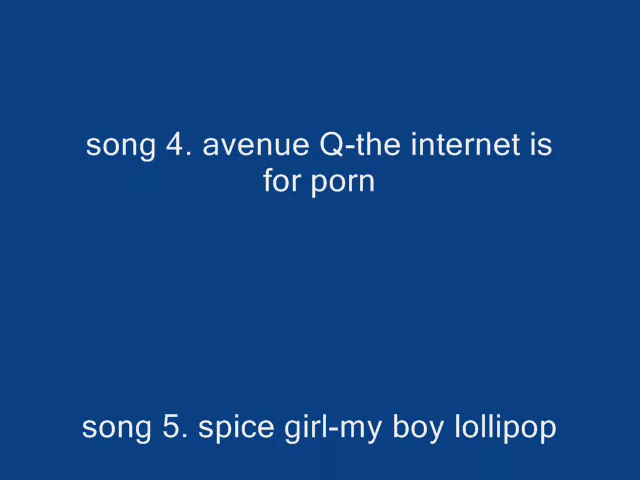 song 4. avenue Q-the internet is
for porn
song 5. spice girl-my boy lollipop